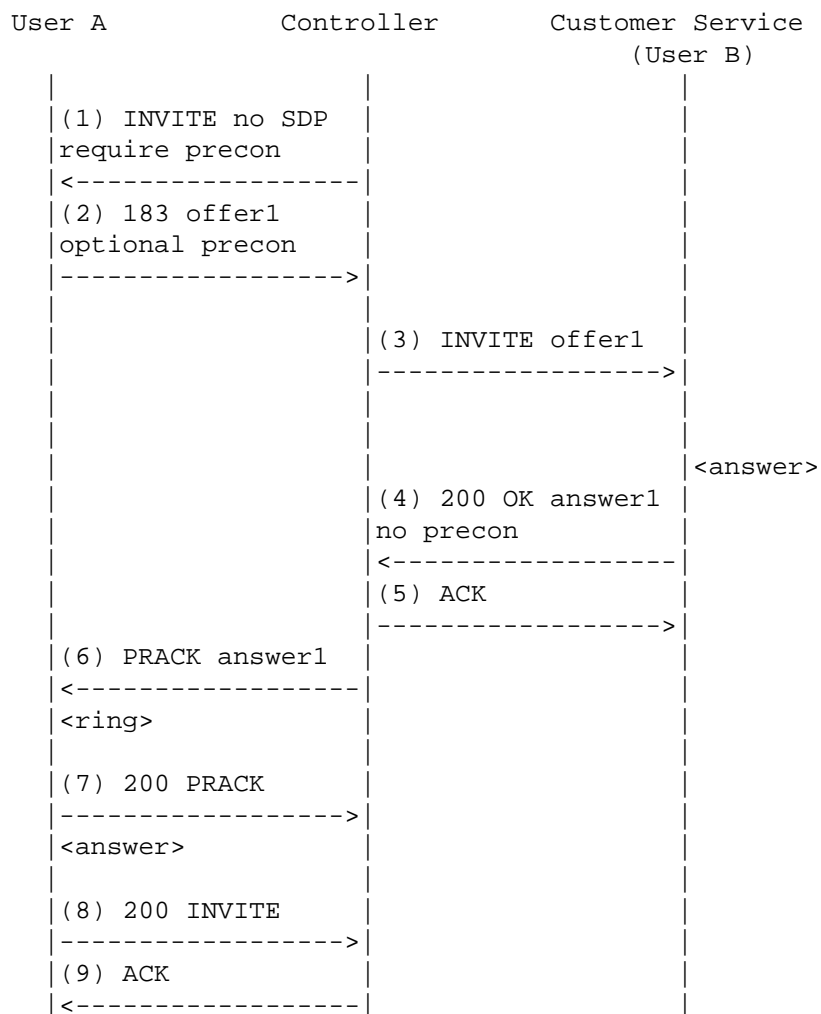 User A Controller Customer Service
(User B)
(1) INVITE no SDP
require precon
(2) 183 offer1
optional precon
(3) INVITE offer1
<answer>
(4) 200 OK answer1
no precon
(5) ACK
(6) PRACK answer1
<ring>
(7) 200 PRACK
<answer>
(8) 200 INVITE
(9) ACK